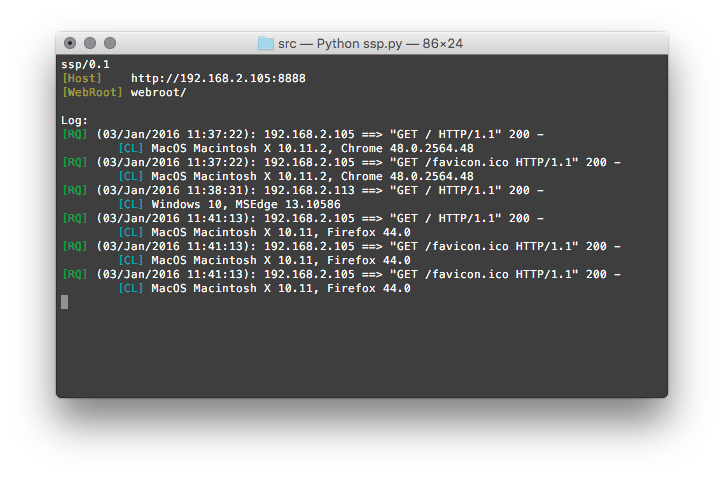 src — Python ssp.py — 86×24
ssp/0.1
[Host]    http://192.168.2.105:8888
[WebRoot] webroot/
Log:
[RQ] (03/Jan/2016 11:37:22): 192.168.2.105 ==> "GET / HTTP/1.1" 200 -
[CL] MacOS Macintosh X 10.11.2, Chrome 48.0.2564.48
[RQ] (03/Jan/2016 11:37:22): 192.168.2.105 ==> "GET /favicon.ico HTTP/1.1" 200 -
[CL] MacOS Macintosh X 10.11.2, Chrome 48.0.2564.48
[RQ] (03/Jan/2016 11:38:31): 192.168.2.113 ==> "GET / HTTP/1.1" 200 -
[CL] Windows 10, MSEdge 13.10586
[RQ] (03/Jan/2016 11:41:13): 192.168.2.105 ==> "GET / HTTP/1.1" 200 -
[CL] MacOS Macintosh X 10.11, Firefox 44.0
[RQ] (03/Jan/2016 11:41:13): 192.168.2.105 ==> "GET /favicon.ico HTTP/1.1" 200 -
[CL] MacOS Macintosh X 10.11, Firefox 44.0
[RQ] (03/Jan/2016 11:41:13): 192.168.2.105 ==> "GET /favicon.ico HTTP/1.1" 200 -
[CL] MacOS Macintosh X 10.11, Firefox 44.0